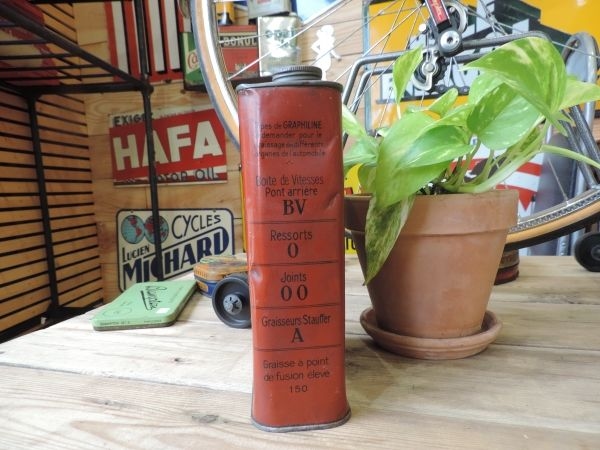 Types de GRAPHILINE
à demander pour le
graissage de différents
organes de l'automobile
Boite de Vitesses
Pont arrière
BV
Ressorts
O
Joints
OO
Graisseurs Stauffer
A
Graisse à point
de fusion élevé
150
EXIGEZ
HAFA
MOTOR OIL
CYCLES
LUCIEN
MICHARD